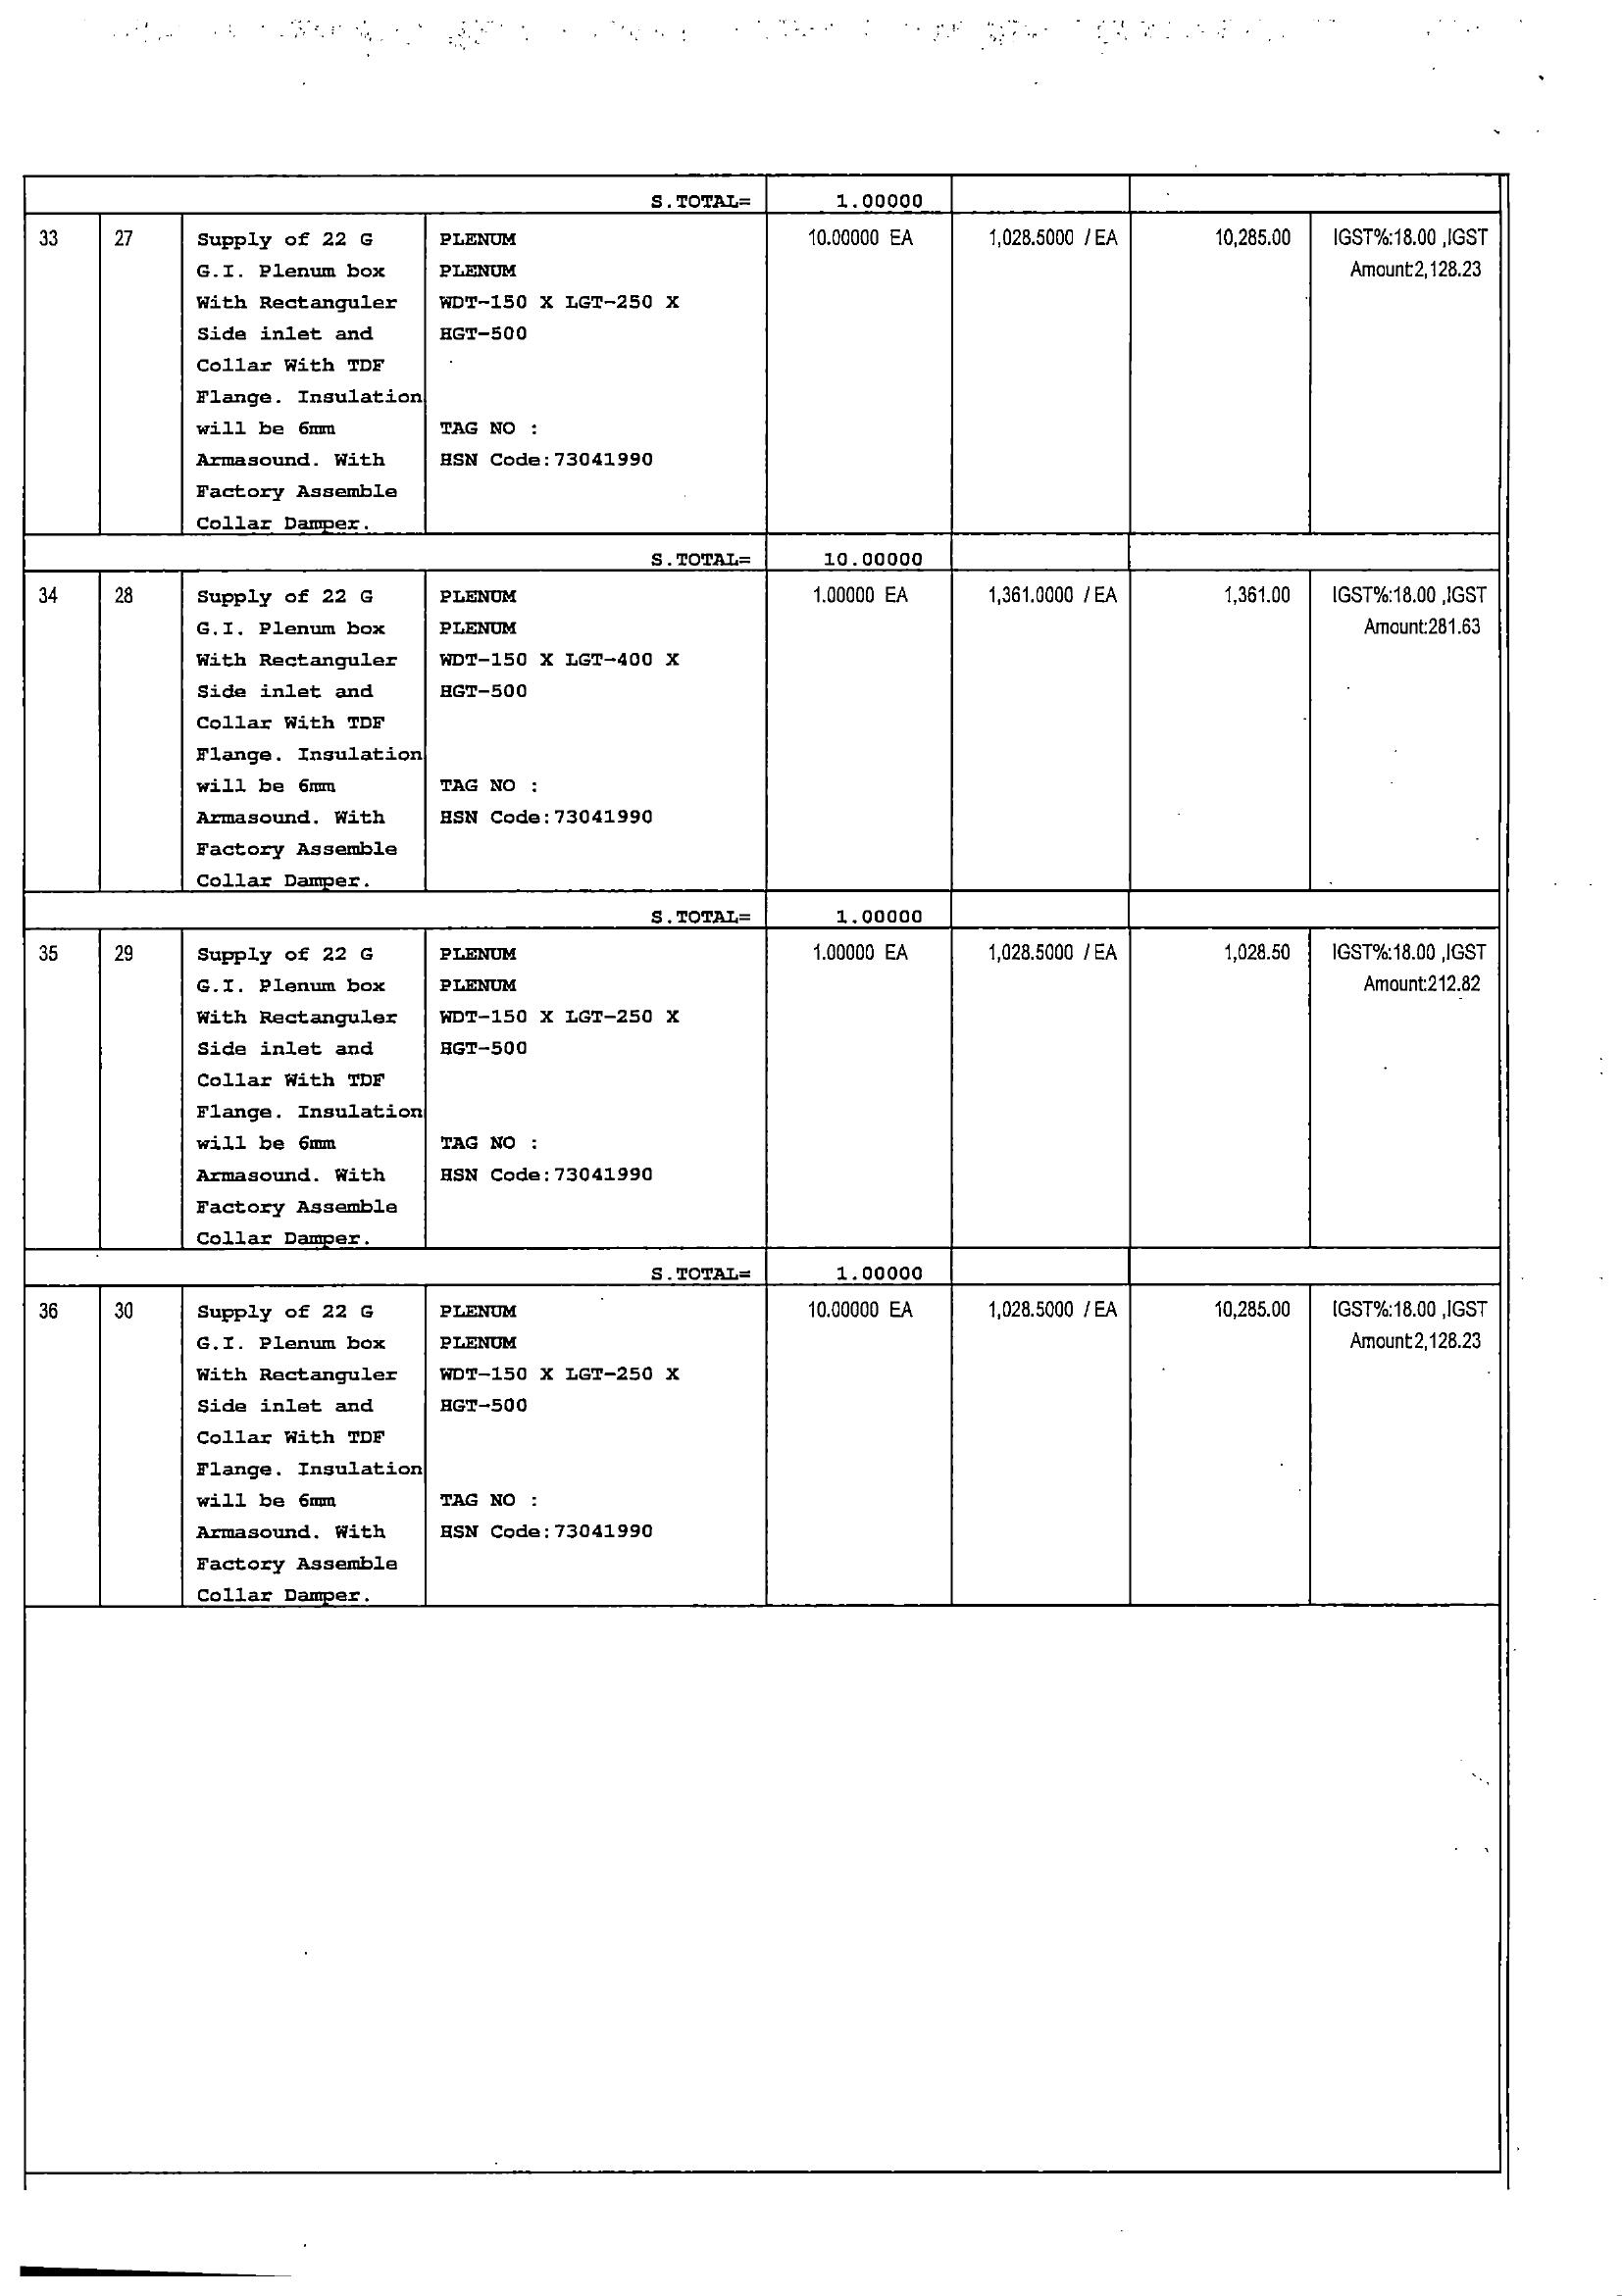 S.TOTAL= 1.00000
33 27 Supply of 22 G PLENUM 10.00000 EA 1,028.5000 / EA 10,285.00 IGST%:18.00 ,IGST
G.I. Plenum box PLENUM Amount:2,128.23
With Rectanguler WDT-150 X LGT-250 X
Side inlet and HGT-500
Collar With TDF
Flange. Insulation
will be 6mm TAG NO :
Armasound. With HSN Code:73041990
Factory Assemble
Collar Damper.
S.TOTAL= 10.00000
34 28 Supply of 22 G PLENUM 1.00000 EA 1,361.0000 / EA 1,361.00 IGST%:18.00 ,IGST
G.I. Plenum box PLENUM Amount:281.63
With Rectanguler WDT-150 X LGT-400 X
Side inlet and HGT-500
Collar With TDF
Flange. Insulation
will be 6mm TAG NO :
Armasound. With HSN Code:73041990
Factory Assemble
Collar Damper.
S.TOTAL= 1.00000
35 29 Supply of 22 G PLENUM 1.00000 EA 1,028.5000 / EA 1,028.50 IGST%:18.00 ,IGST
G.I. Plenum box PLENUM Amount:212.82
With Rectanguler WDT-150 X LGT-250 X
Side inlet and HGT-500
Collar With TDF
Flange. Insulation
will be 6mm TAG NO :
Armasound. With HSN Code:73041990
Factory Assemble
Collar Damper.
S.TOTAL= 1.00000
36 30 Supply of 22 G PLENUM 10.00000 EA 1,028.5000 / EA 10,285.00 IGST%:18.00 ,IGST
G.I. Plenum box PLENUM Amount:2,128.23
With Rectanguler WDT-150 X LGT-250 X
Side inlet and HGT-500
Collar With TDF
Flange. Insulation
will be 6mm TAG NO :
Armasound. With HSN Code:73041990
Factory Assemble
Collar Damper.